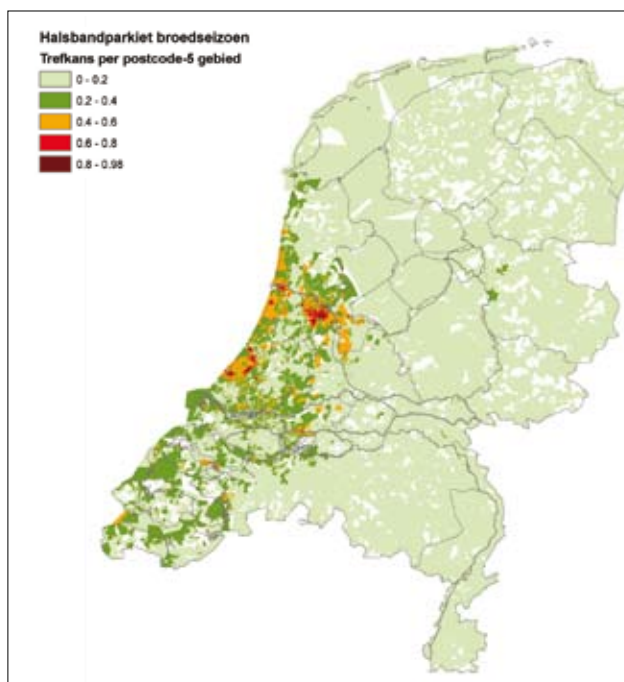 Halsbandparkiet broedseizoen
Trefkans per postcode-5 gebied
0 - 0.2
0.2 - 0.4
0.4 - 0.6
0.6 - 0.8
0.8 - 0.98